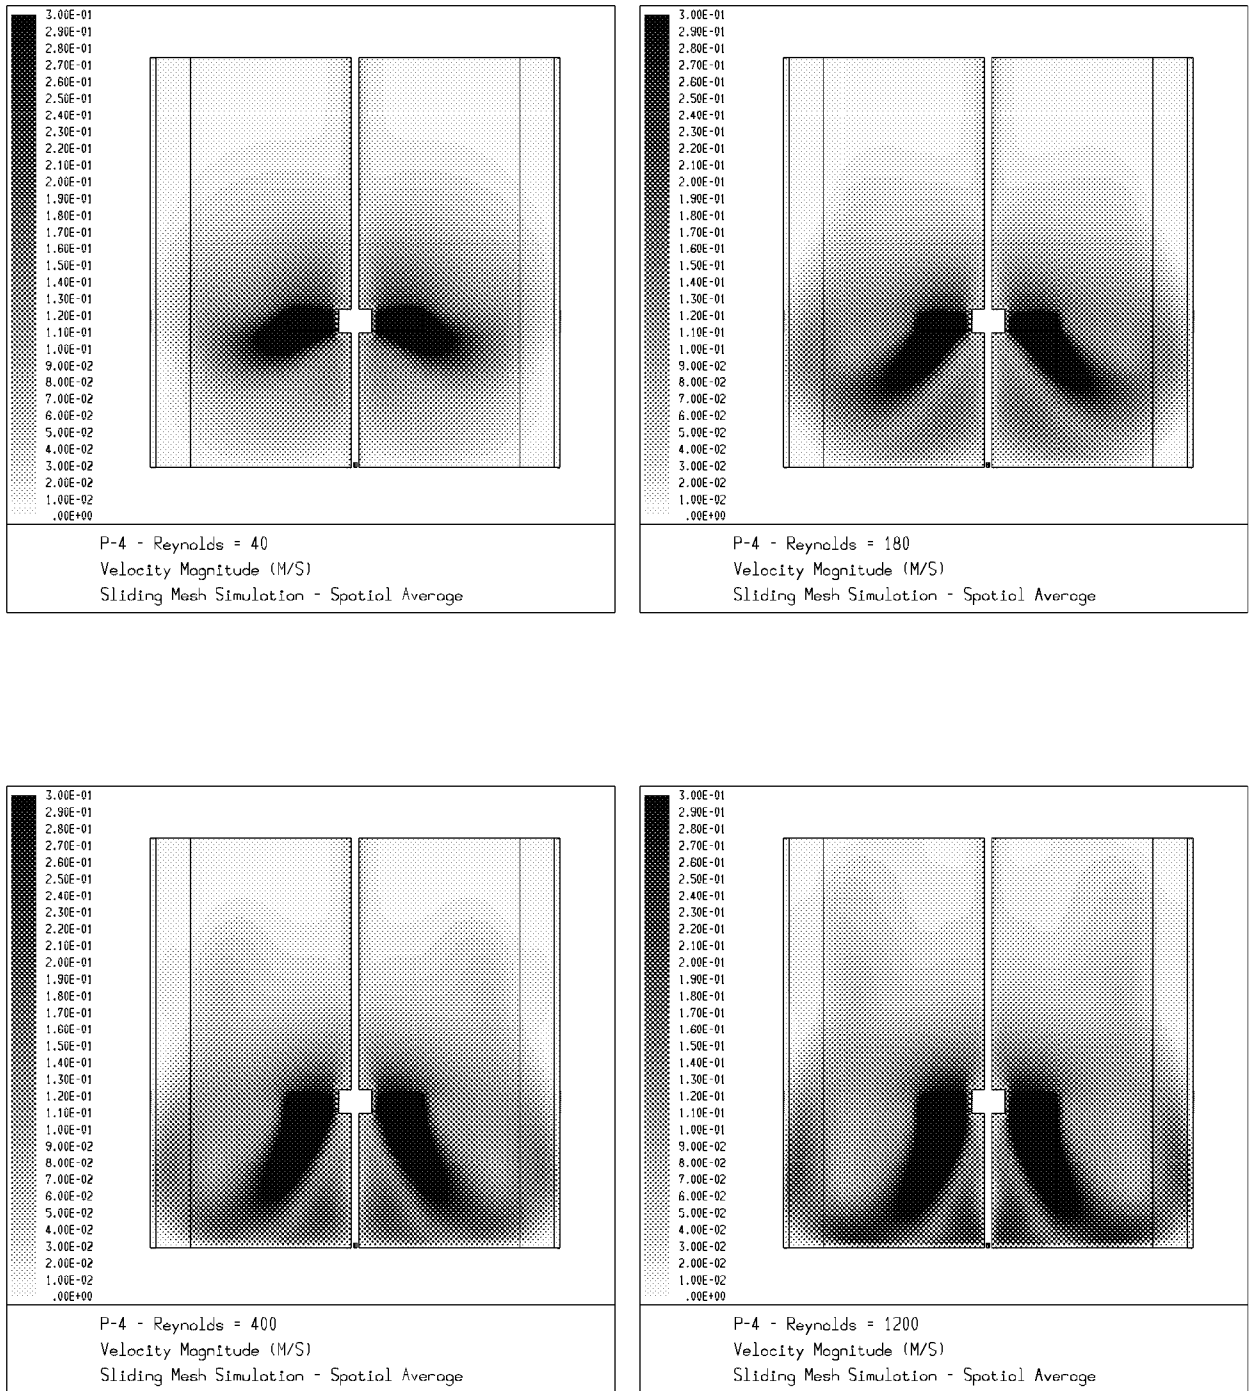 3.00E-01
2.90E-01
2.80E-01
2.70E-01
2.60E-01
2.50E-01
2.40E-01
2.30E-01
2.20E-01
2.10E-01
2.00E-01
1.90E-01
1.80E-01
1.70E-01
1.60E-01
1.50E-01
1.40E-01
1.30E-01
1.20E-01
1.10E-01
1.00E-01
9.00E-02
8.00E-02
7.00E-02
6.00E-02
5.00E-02
4.00E-02
3.00E-02
2.00E-02
1.00E-02
.00E+00
P-4 - Reynolds = 40
Velocity Magnitude (M/S)
Sliding Mesh Simulation - Spatial Average
3.00E-01
2.90E-01
2.80E-01
2.70E-01
2.60E-01
2.50E-01
2.40E-01
2.30E-01
2.20E-01
2.10E-01
2.00E-01
1.90E-01
1.80E-01
1.70E-01
1.60E-01
1.50E-01
1.40E-01
1.30E-01
1.20E-01
1.10E-01
1.00E-01
9.00E-02
8.00E-02
7.00E-02
6.00E-02
5.00E-02
4.00E-02
3.00E-02
2.00E-02
1.00E-02
.00E+00
P-4 - Reynolds = 180
Velocity Magnitude (M/S)
Sliding Mesh Simulation - Spatial Average
3.00E-01
2.90E-01
2.80E-01
2.70E-01
2.60E-01
2.50E-01
2.40E-01
2.30E-01
2.20E-01
2.10E-01
2.00E-01
1.90E-01
1.80E-01
1.70E-01
1.60E-01
1.50E-01
1.40E-01
1.30E-01
1.20E-01
1.10E-01
1.00E-01
9.00E-02
8.00E-02
7.00E-02
6.00E-02
5.00E-02
4.00E-02
3.00E-02
2.00E-02
1.00E-02
.00E+00
P-4 - Reynolds = 400
Velocity Magnitude (M/S)
Sliding Mesh Simulation - Spatial Average
3.00E-01
2.90E-01
2.80E-01
2.70E-01
2.60E-01
2.50E-01
2.40E-01
2.30E-01
2.20E-01
2.10E-01
2.00E-01
1.90E-01
1.80E-01
1.70E-01
1.60E-01
1.50E-01
1.40E-01
1.30E-01
1.20E-01
1.10E-01
1.00E-01
9.00E-02
8.00E-02
7.00E-02
6.00E-02
5.00E-02
4.00E-02
3.00E-02
2.00E-02
1.00E-02
.00E+00
P-4 - Reynolds = 1200
Velocity Magnitude (M/S)
Sliding Mesh Simulation - Spatial Average